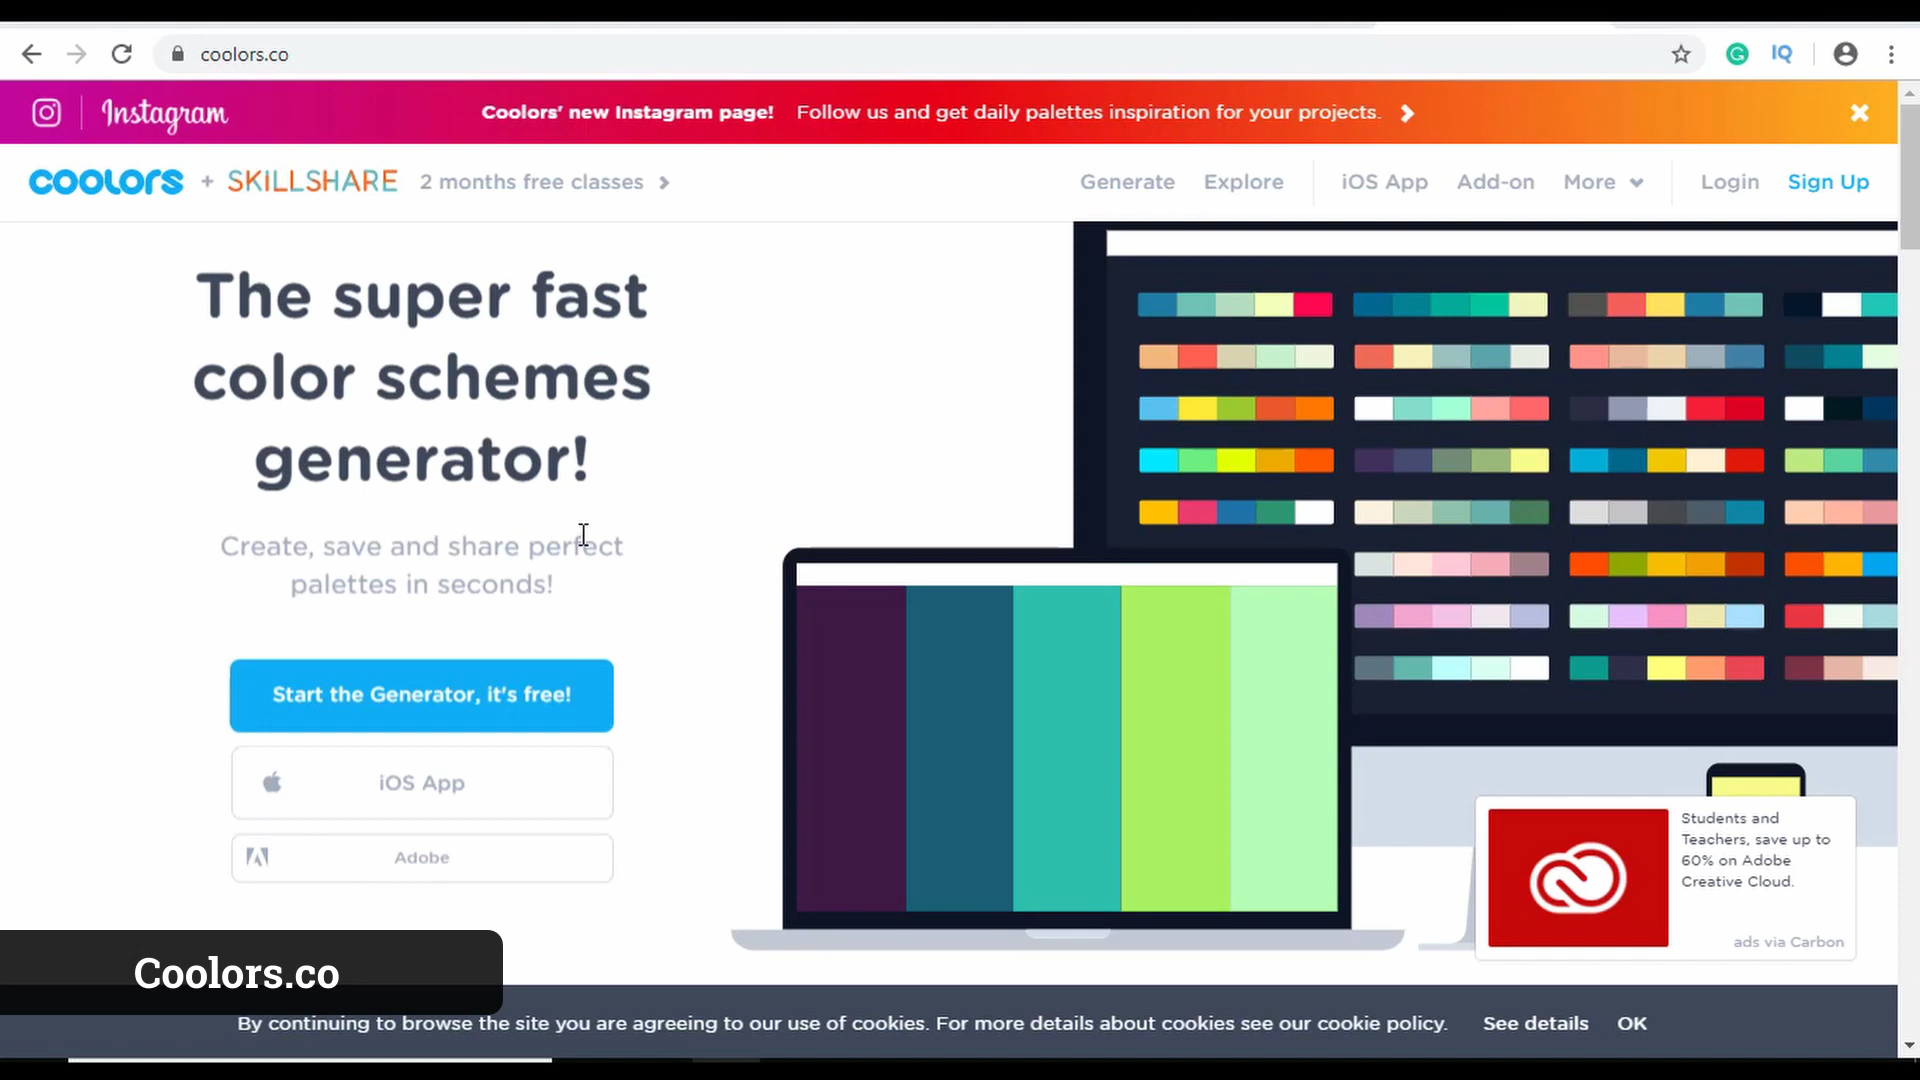 coolors.co
IQ
Instagram
Coolors' new Instagram page! Follow us and get daily palettes inspiration for your projects.
coolors + SKILLSHARE 2 months free classes
Generate Explore iOS App Add-on More Login Sign Up
The super fast
color schemes
generator!
Create, save and share perfect
palettes in seconds!
Start the Generator, it's free!
iOS App
Adobe
Students and
Teachers, save up to
60% on Adobe
Creative Cloud.
ads via Carbon
Coolors.co
By continuing to browse the site you are agreeing to our use of cookies. For more details about cookies see our cookie policy. See details OK